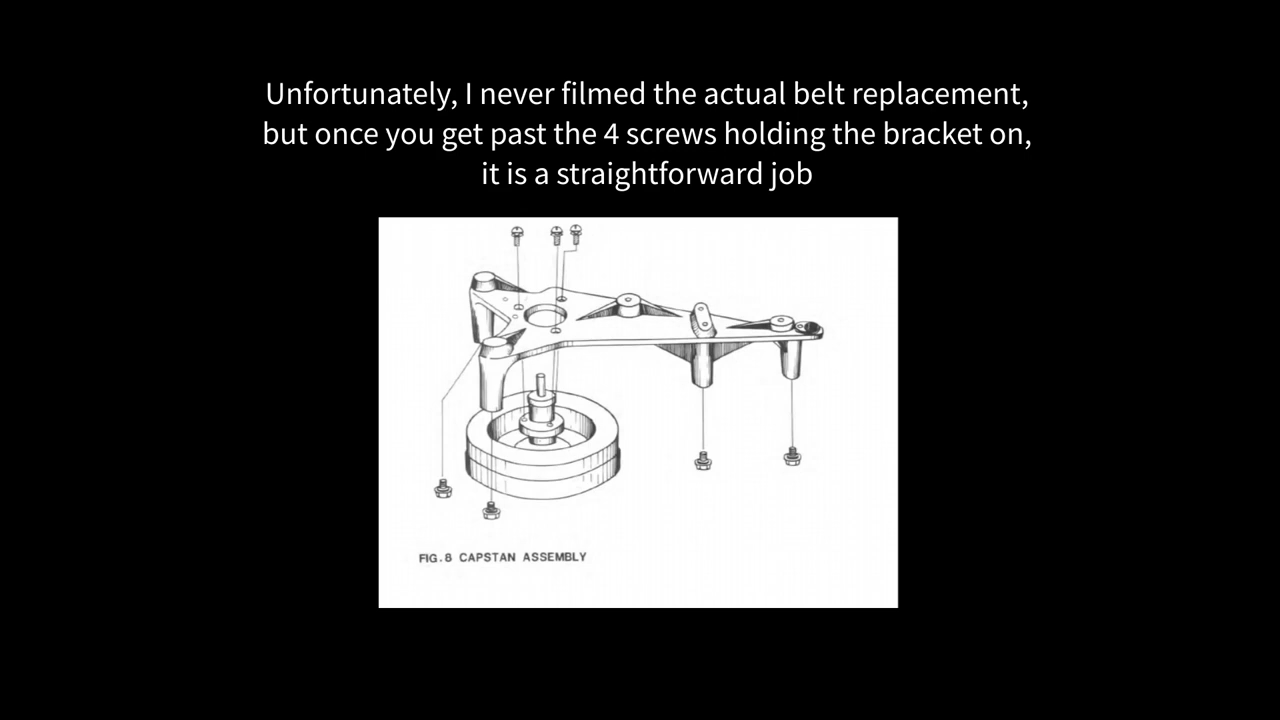 Unfortunately, I never filmed the actual belt replacement,
but once you get past the 4 screws holding the bracket on,
it is a straightforward job
FIG.8 CAPSTAN ASSEMBLY